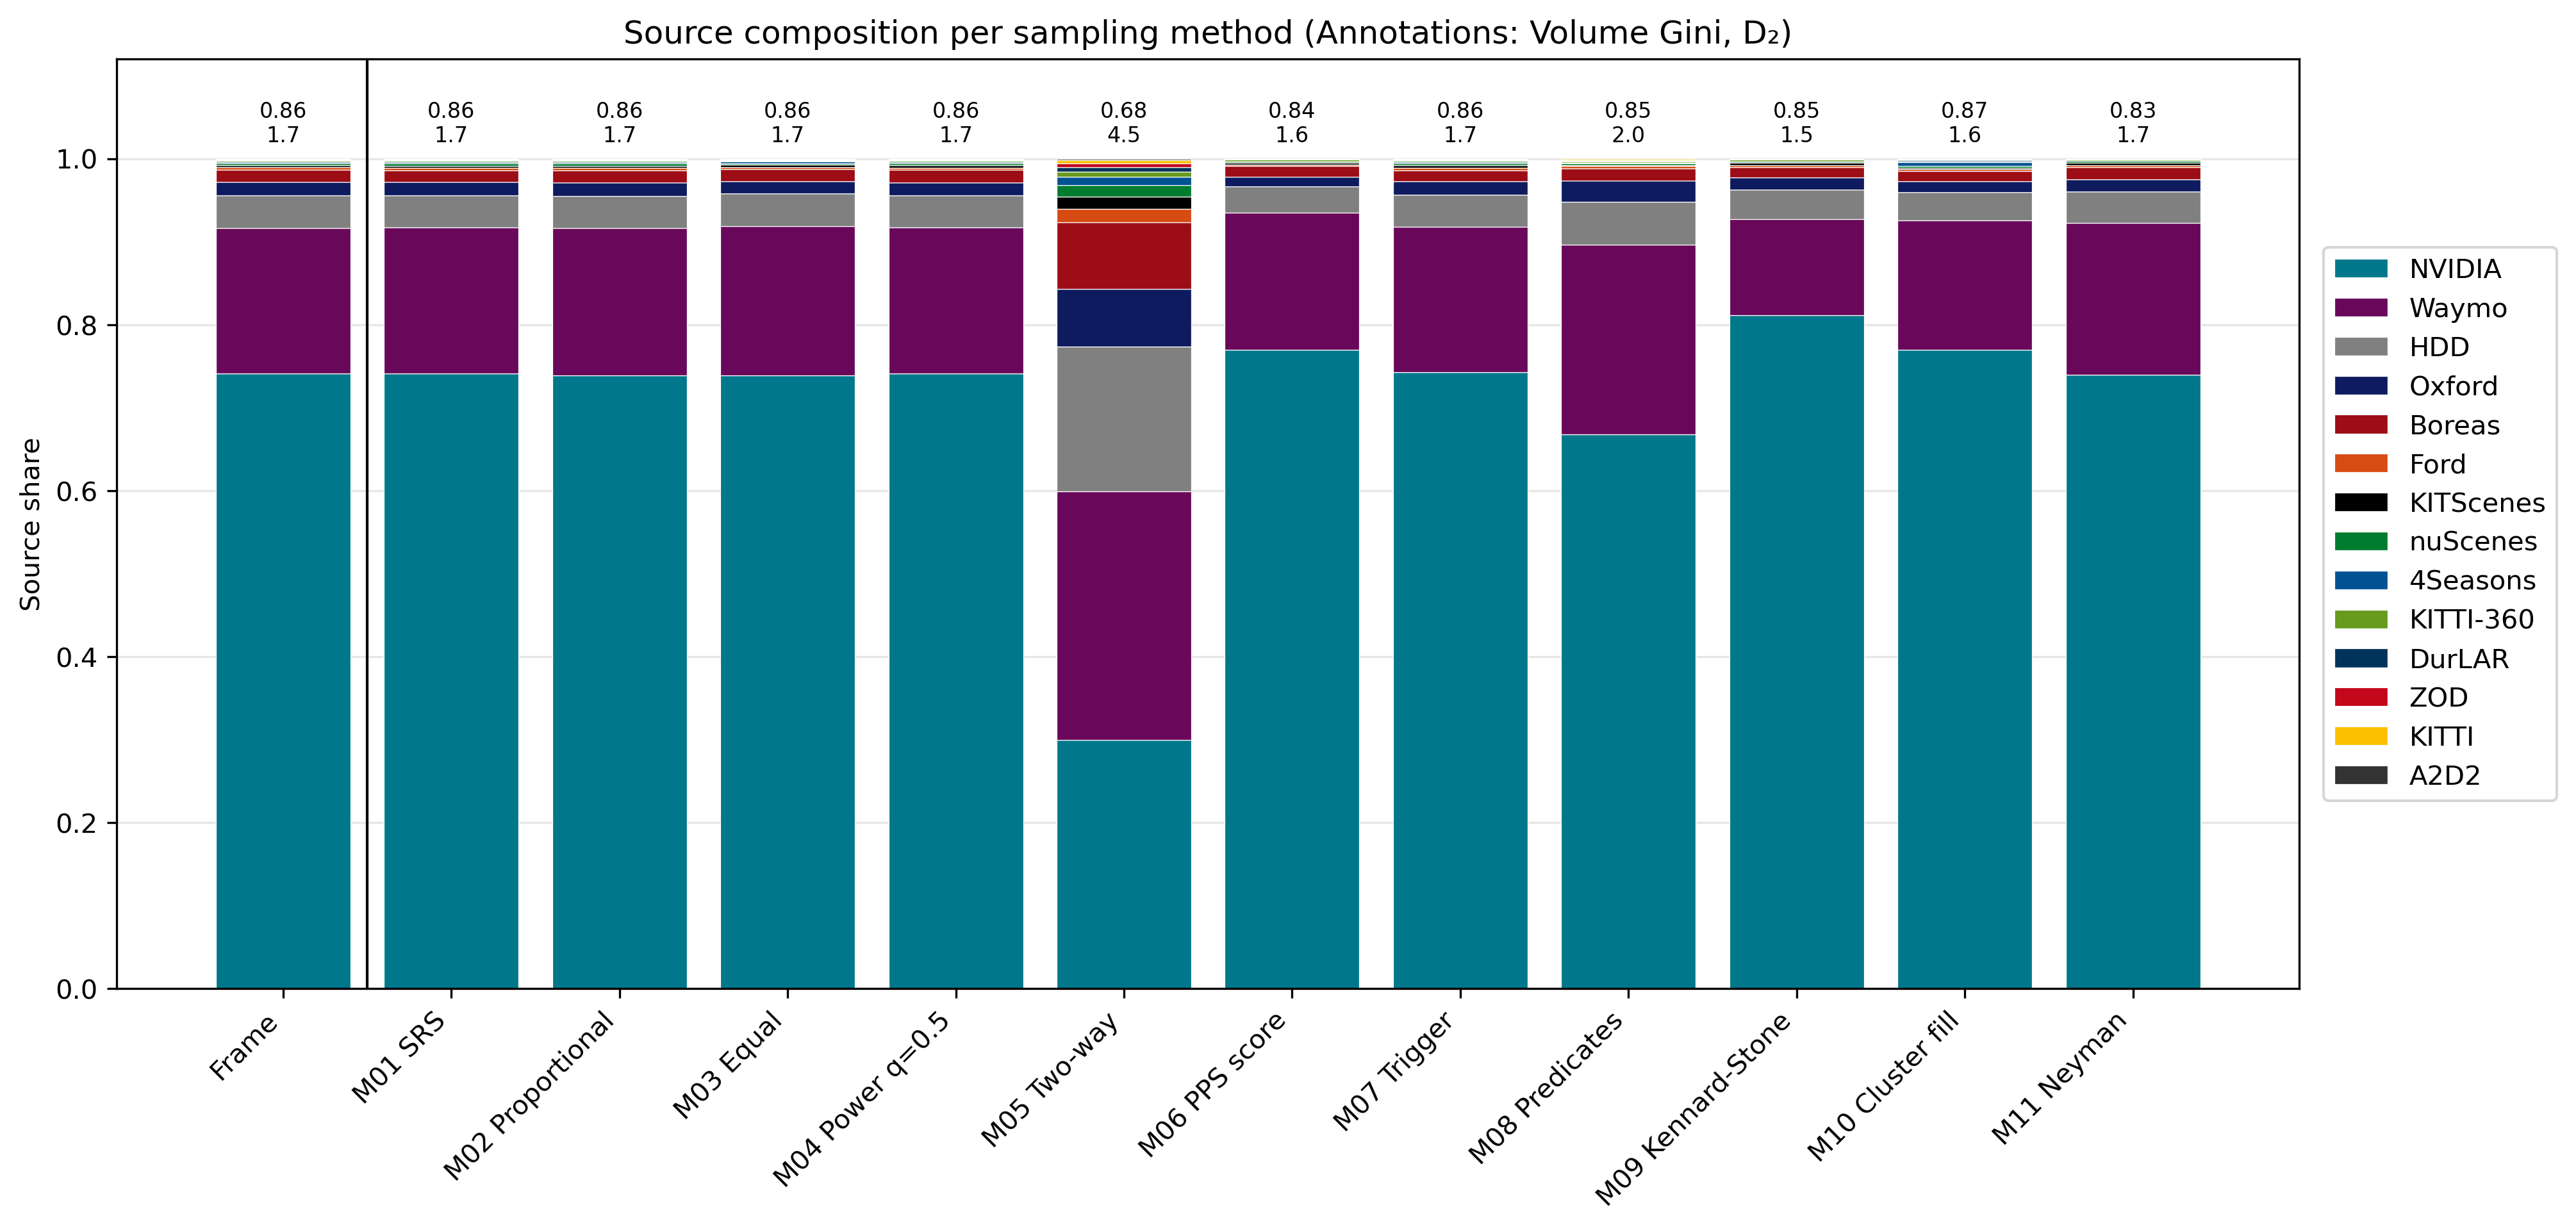 Source composition per sampling method (Annotations: Volume Gini, D₂)
0.86
1.7
0.86
1.7
0.86
1.7
0.86
1.7
0.86
1.7
0.68
4.5
0.84
1.6
0.86
1.7
0.85
2.0
0.85
1.5
0.87
1.6
0.83
1.7
Source share
1.0
0.8
0.6
0.4
0.2
0.0
Frame
M01 SRS
M02 Proportional
M03 Equal
M04 Power q=0.5
M05 Two-way
M06 PPS score
M07 Trigger
M08 Predicates
M09 Kennard-Stone
M10 Cluster fill
M11 Neyman
NVIDIA
Waymo
HDD
Oxford
Boreas
Ford
KITScenes
nuScenes
4Seasons
KITTI-360
DurLAR
ZOD
KITTI
A2D2